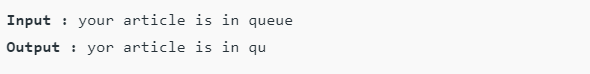 Input : your article is in queue
Output : yor article is in qu